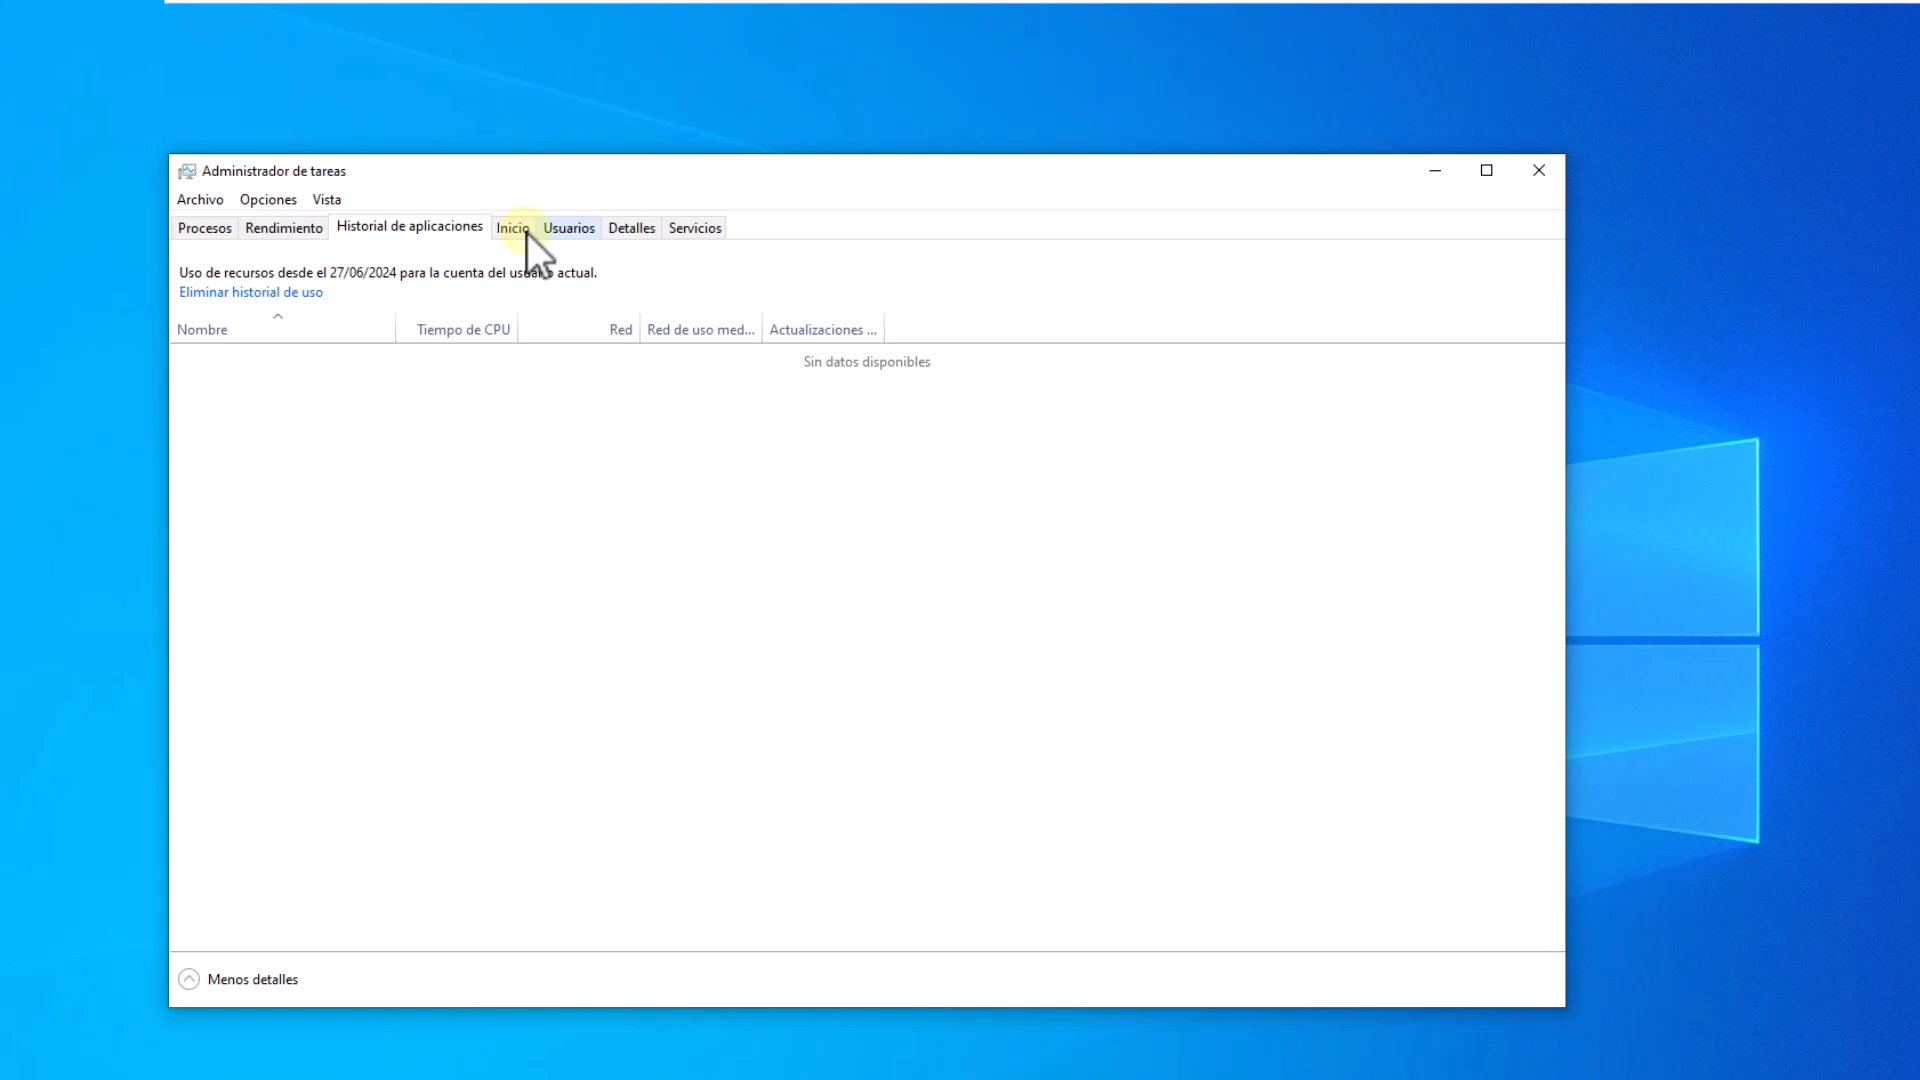 Administrador de tareas
Archivo Opciones Vista
Procesos Rendimiento Historial de aplicaciones Inicio Usuarios Detalles Servicios
Uso de recursos desde el 27/06/2024 para la cuenta del usuario actual.
Eliminar historial de uso
Nombre Tiempo de CPU Red Red de uso med... Actualizaciones ...
Sin datos disponibles
Menos detalles